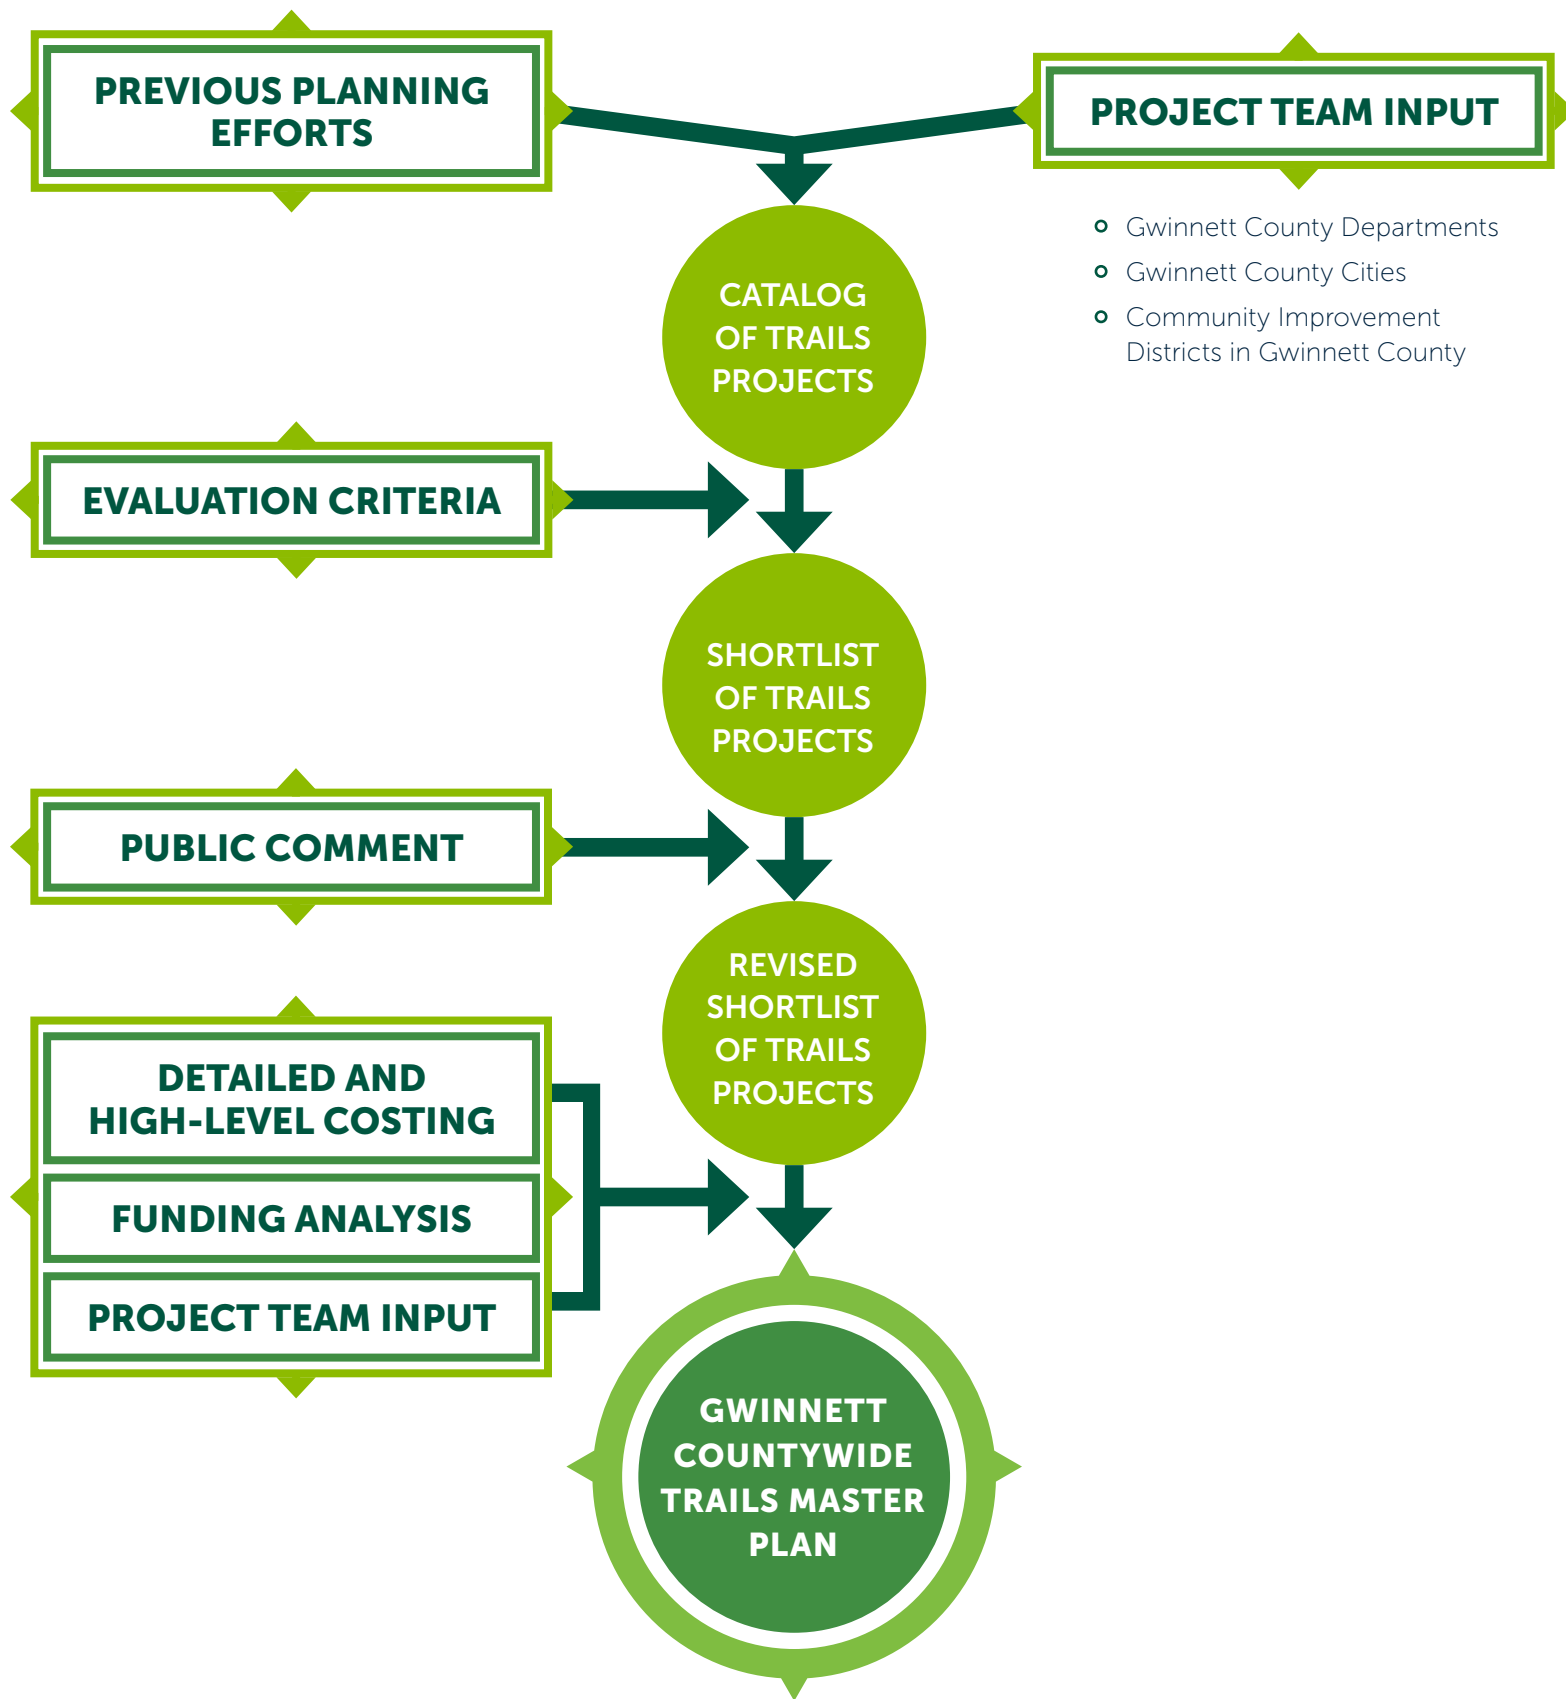 PREVIOUS PLANNING
EFFORTS
PROJECT TEAM INPUT
Gwinnett County Departments
Gwinnett County Cities
Community Improvement
Districts in Gwinnett County
CATALOG
OF TRAILS
PROJECTS
EVALUATION CRITERIA
SHORTLIST
OF TRAILS
PROJECTS
PUBLIC COMMENT
REVISED
SHORTLIST
OF TRAILS
PROJECTS
DETAILED AND
HIGH-LEVEL COSTING
FUNDING ANALYSIS
PROJECT TEAM INPUT
GWINNETT
COUNTYWIDE
TRAILS MASTER
PLAN